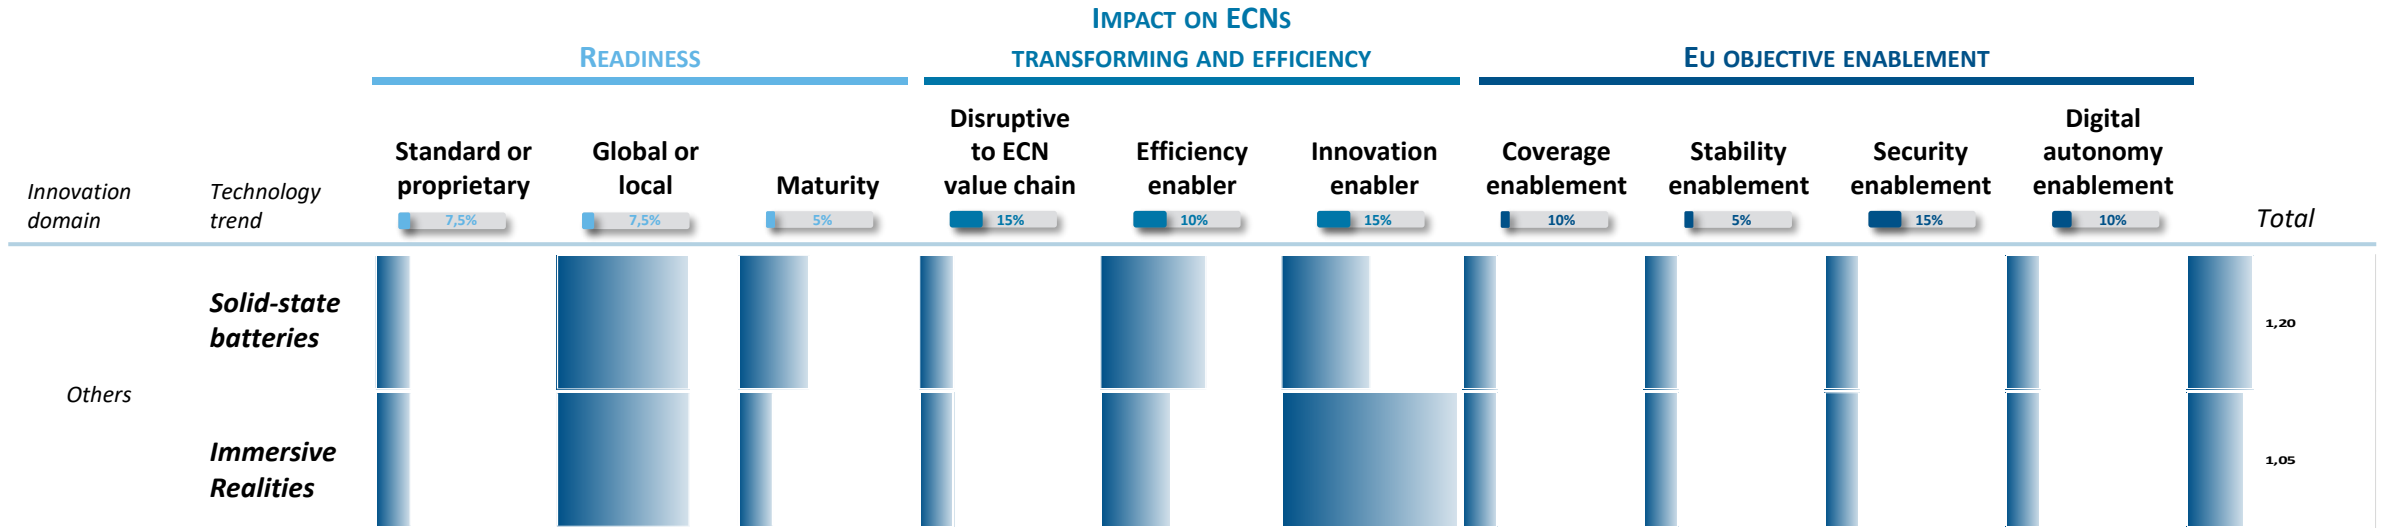 IMPACT ON ECNS
READINESS
TRANSFORMING AND EFFICIENCY
EU OBJECTIVE ENABLEMENT
Innovation
domain
Technology
trend
Standard or
proprietary
7,5%
Global or
local
7,5%
Maturity
5%
Disruptive
to ECN
value chain
15%
Efficiency
enabler
10%
Innovation
enabler
15%
Coverage
enablement
10%
Stability
enablement
5%
Security
enablement
15%
Digital
autonomy
enablement
10%
Total
Others
Solid-state
batteries
1,20
Immersive
Realities
1,05